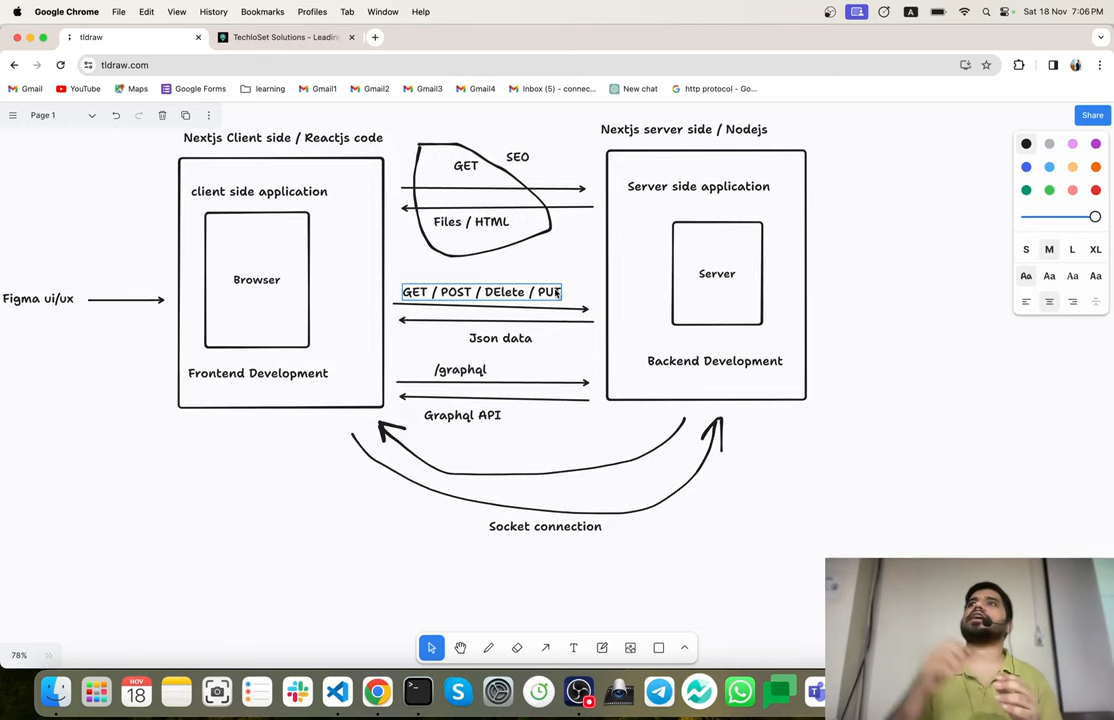 Google Chrome File Edit View History Bookmarks Profiles Tab Window Help A Sat 18 Nov 7:06 PM
tldraw TechloSet Solutions - Leadin
tldraw.com
Gmail YouTube Maps Google Forms learning Gmail1 Gmail2 Gmail3 Gmail4 Inbox (5) – connec... New chat http protocol – Go...
Page 1 Share
Nextjs Client side / Reactjs code
Nextjs server side / Nodejs
SEO
GET
client side application
Server side application
Files / HTML
Browser
Server
GET / POST / DElete / PUT
Figma ui/ux
Json data
Backend Development
/graphql
Frontend Development
Graphql API
Socket connection
S M L XL
Aa Aa Aa Aa
T
78%
NOV
18